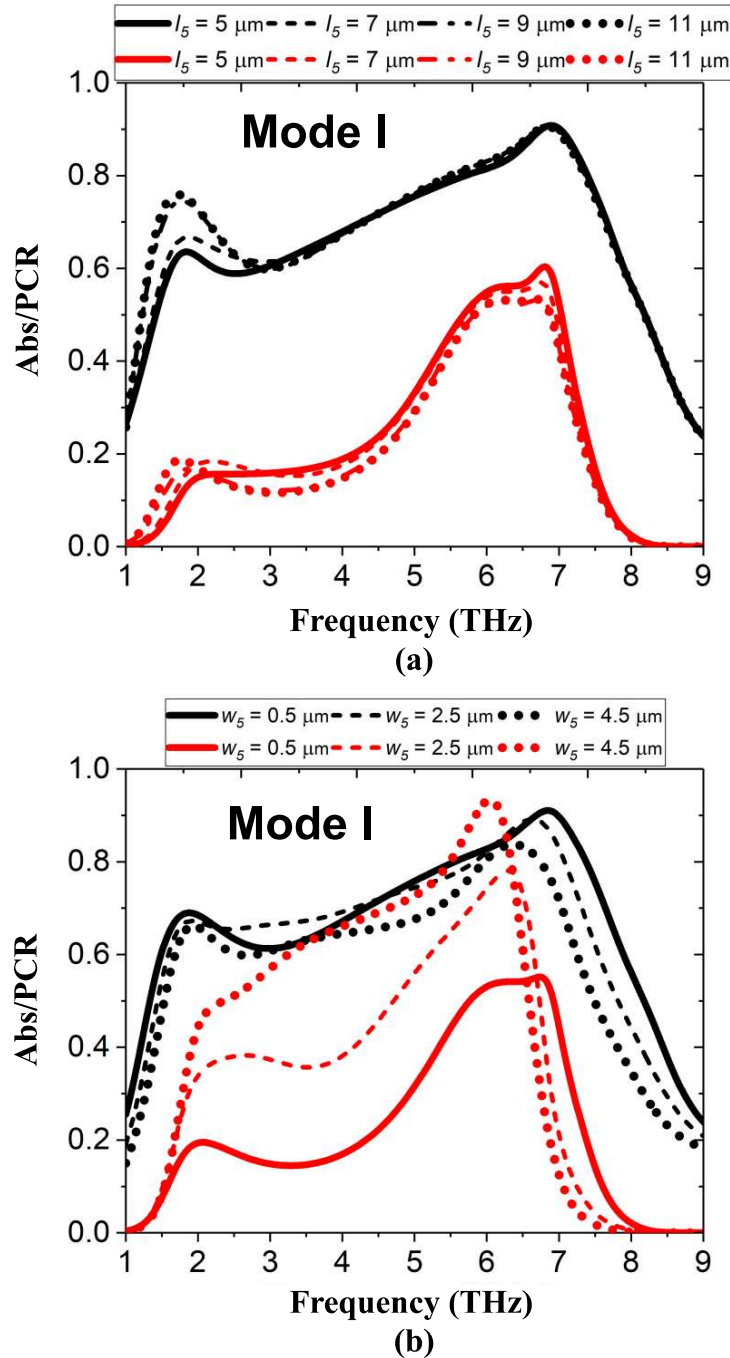 l5 = 5 μm l5 = 7 μm l5 = 9 μm l5 = 11 μm
l5 = 5 μm l5 = 7 μm l5 = 9 μm l5 = 11 μm
1.0
Mode I
0.8
0.6
Abs/PCR
0.4
0.2
0.0
1 2 3 4 5 6 7 8 9
Frequency (THz)
(a)
w5 = 0.5 μm w5 = 2.5 μm w5 = 4.5 μm
w5 = 0.5 μm w5 = 2.5 μm w5 = 4.5 μm
1.0
Mode I
0.8
0.6
Abs/PCR
0.4
0.2
0.0
1 2 3 4 5 6 7 8 9
Frequency (THz)
(b)